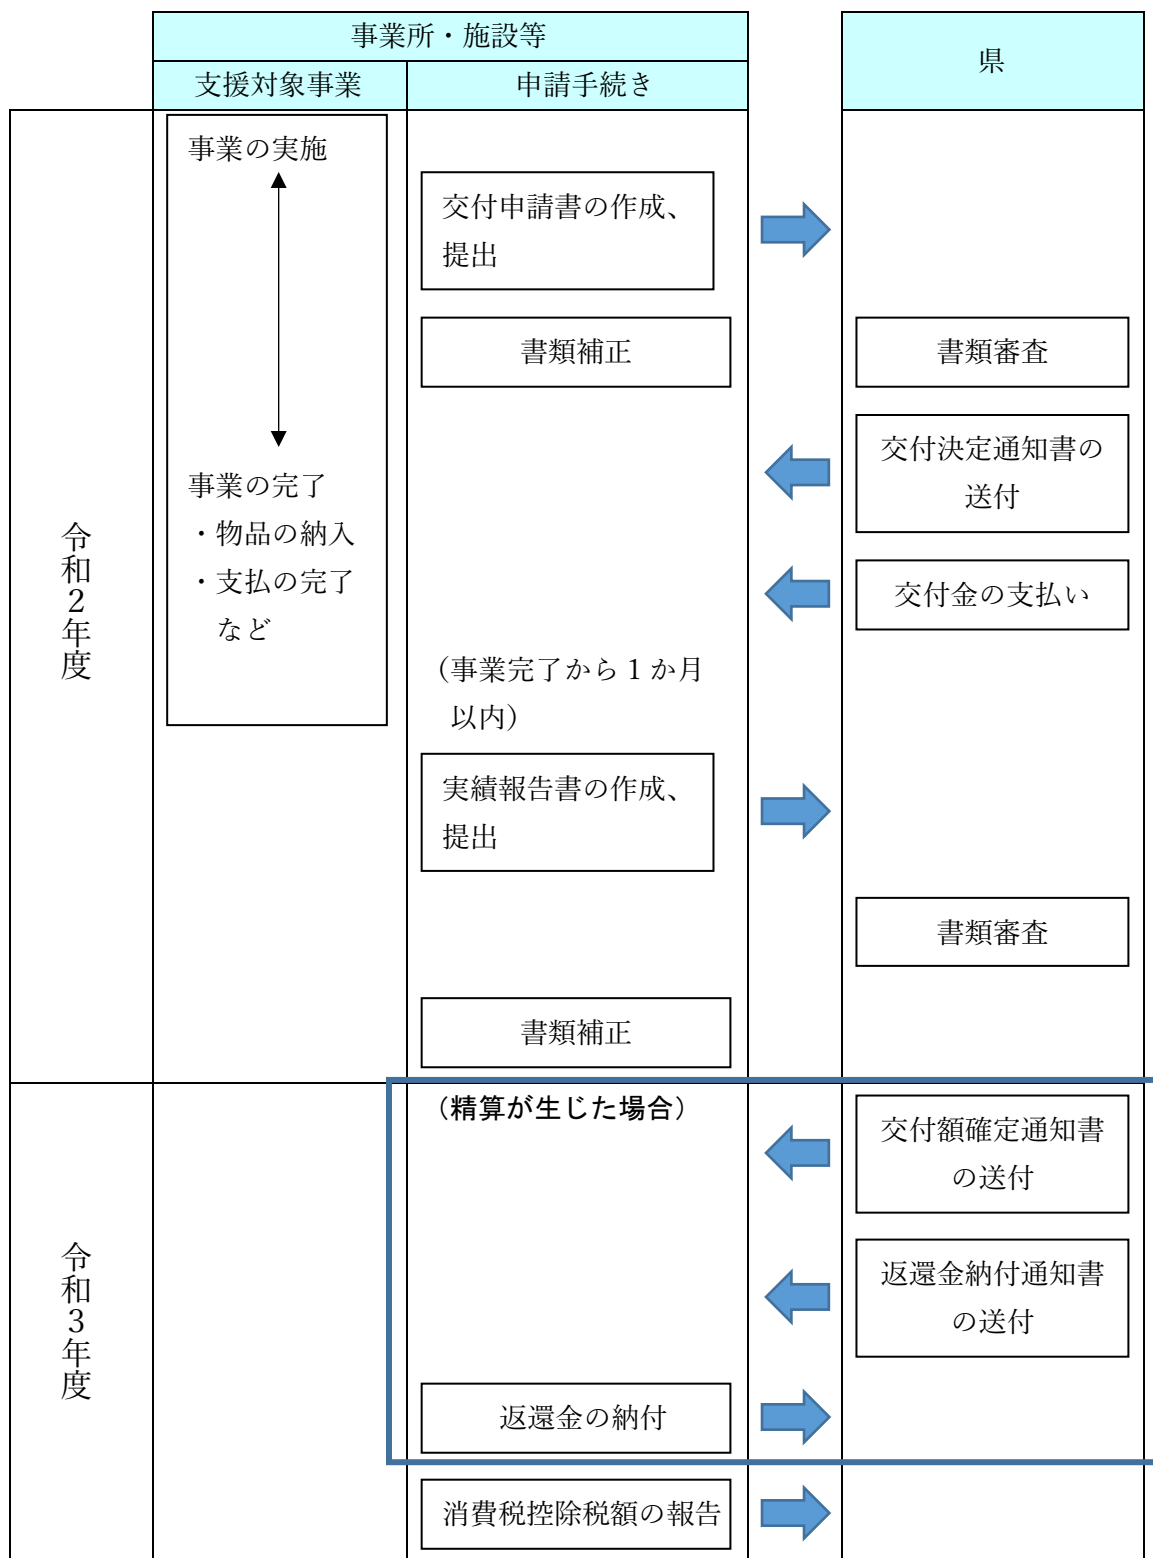 事業所・施設等
県
支援対象事業
申請手続き
令和2年度
事業の実施
交付申請書の作成、
提出
書類補正
書類審査
交付決定通知書の
送付
事業の完了
・物品の納入
・支払の完了
など
交付金の支払い
（事業完了から１か月
以内）
実績報告書の作成、
提出
書類審査
書類補正
令和3年度
（精算が生じた場合）
交付額確定通知書
の送付
返還金納付通知書
の送付
返還金の納付
消費税控除税額の報告